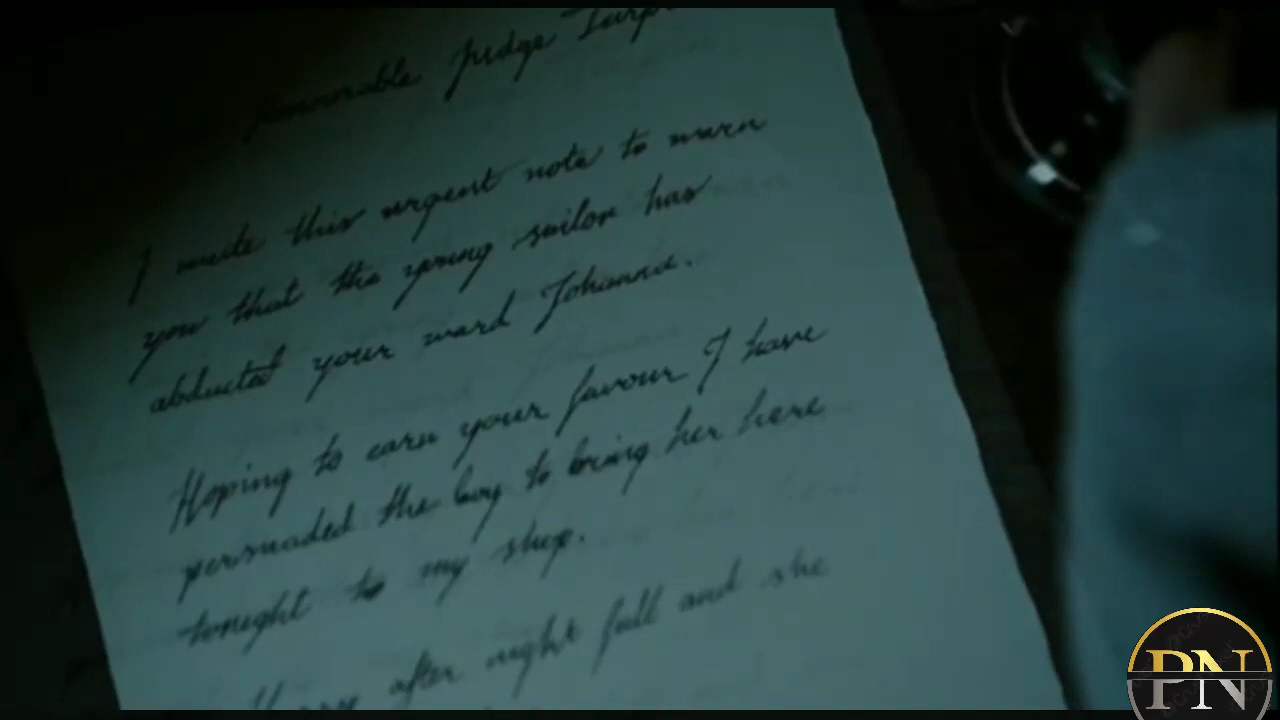 honourable Judge Turpi
I write this urgent note to warn
you that the young sailor has
abducted your ward Johanna.
Hoping to earn your favour I have
persuaded the boy to bring her here
tonight to my shop.
Hurry after night fall and she
PN